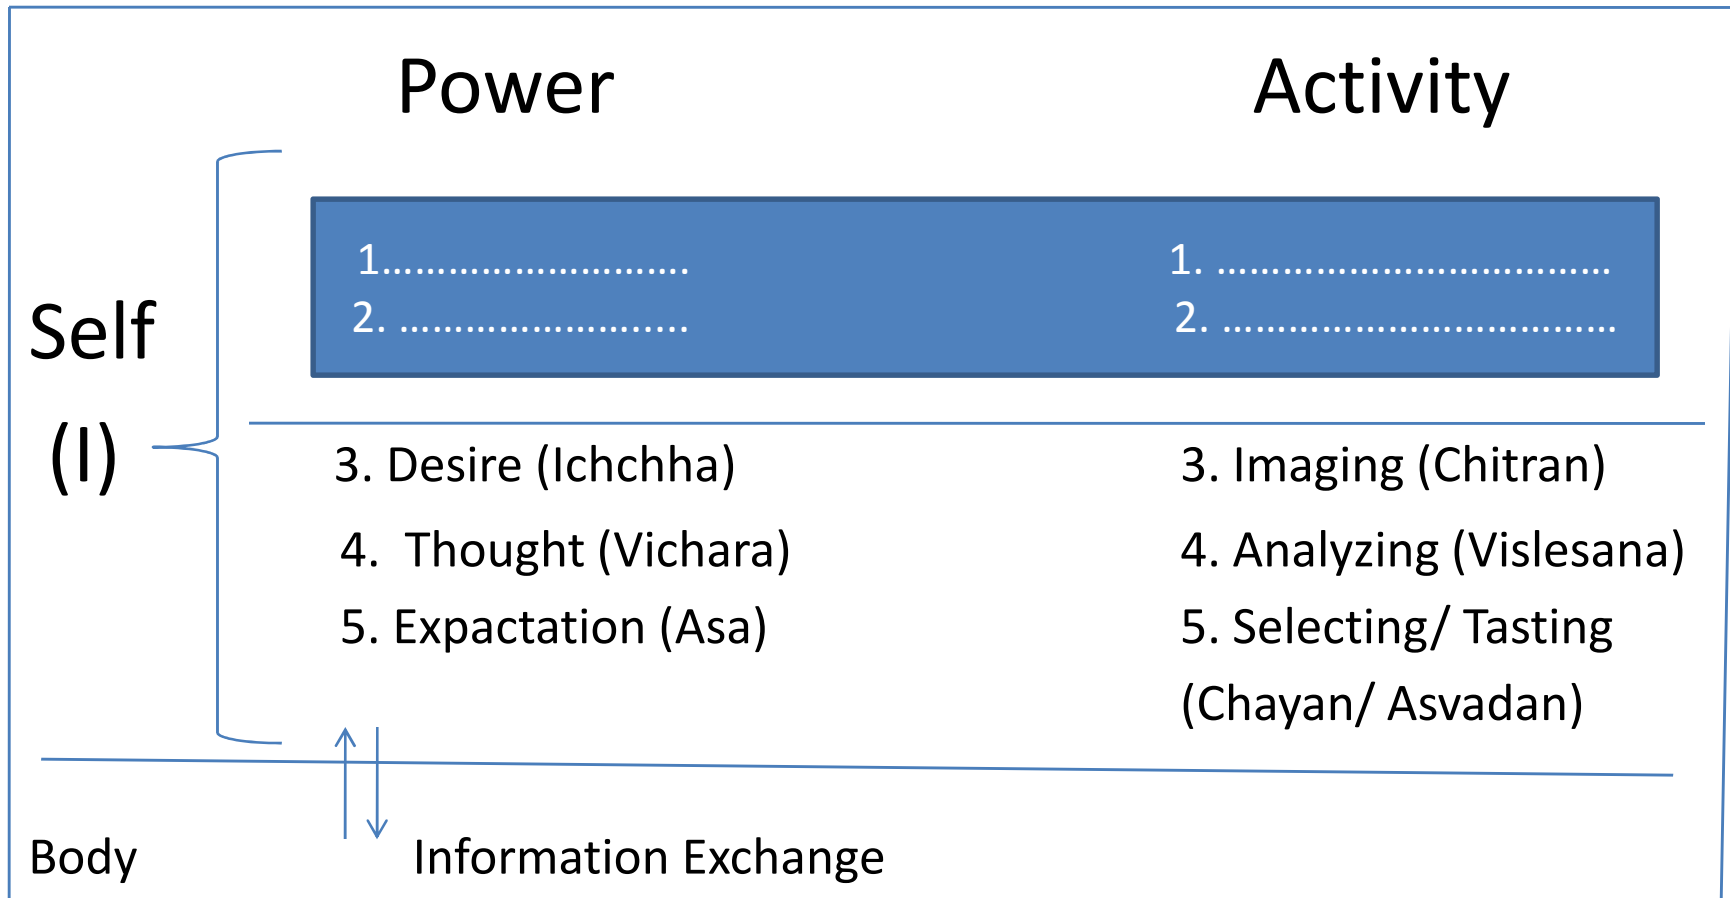 Power Activity
1............................. 1. ....................................
2. .......................... 2. ....................................
Self
(I)
3. Desire (Ichchha) 3. Imaging (Chitran)
4. Thought (Vichara) 4. Analyzing (Vislesana)
5. Expactation (Asa) 5. Selecting/ Tasting
(Chayan/ Asvadan)
Body Information Exchange